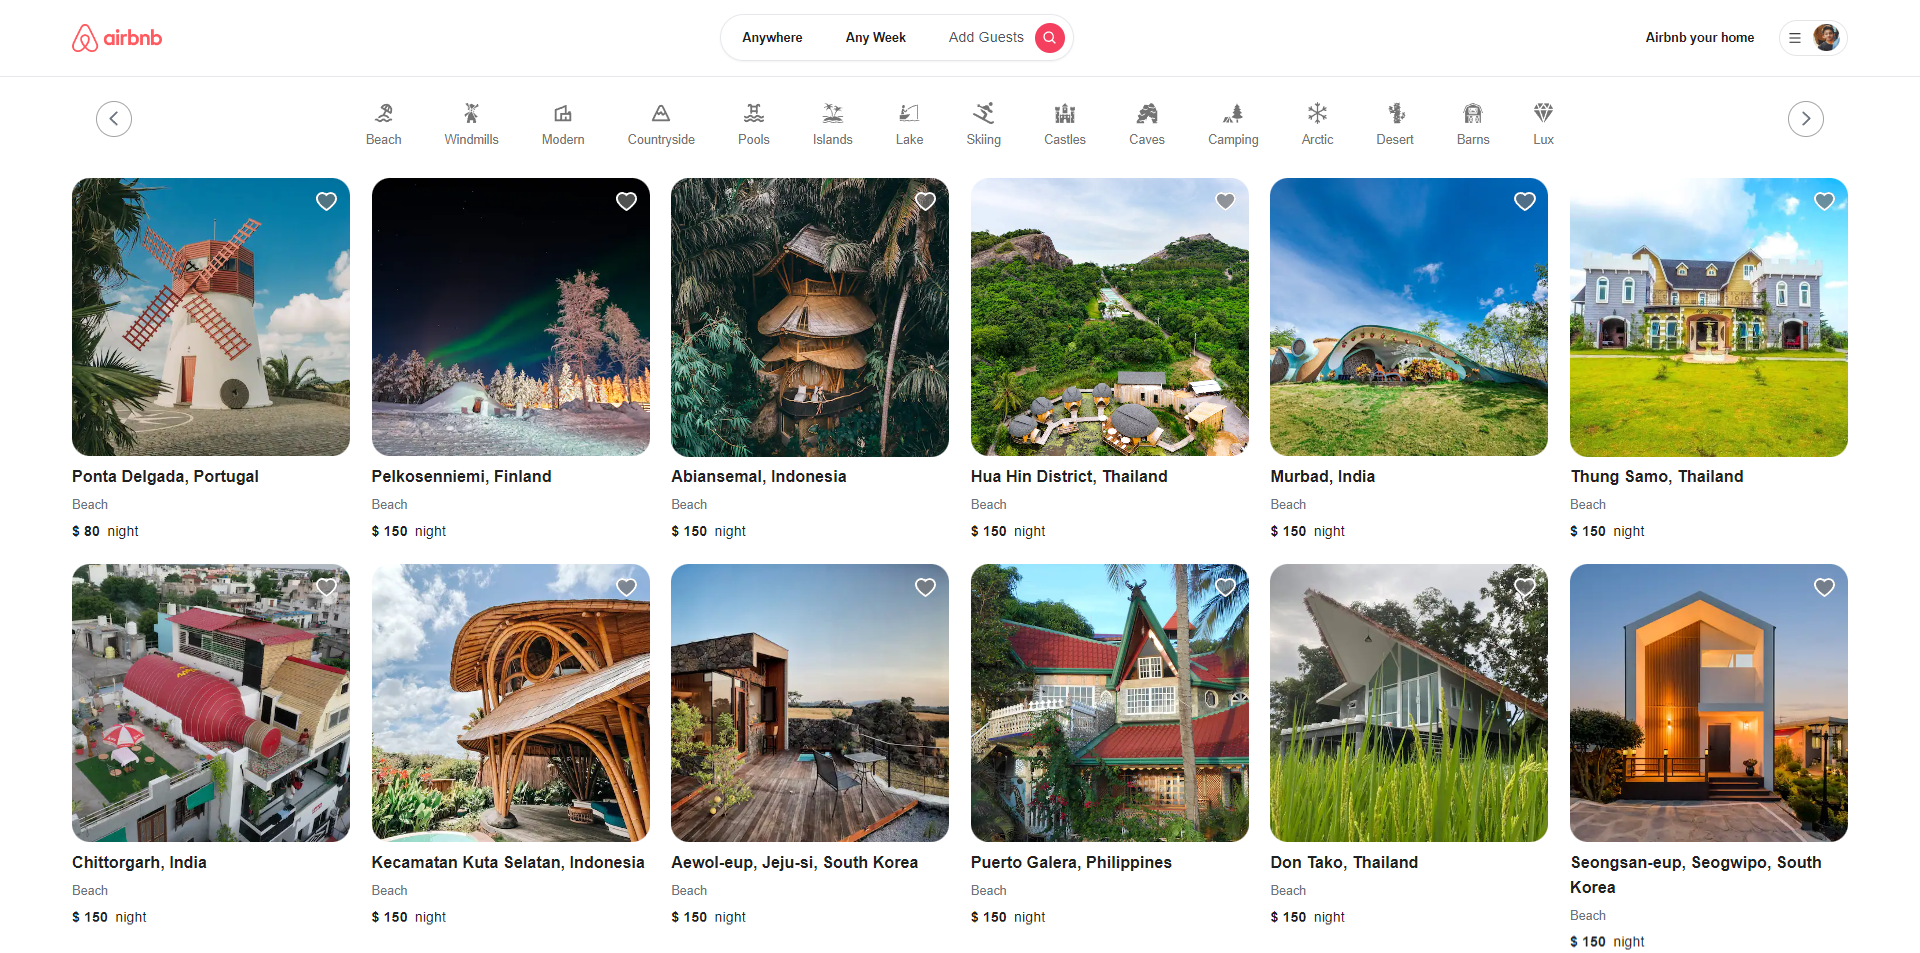 airbnb
Anywhere Any Week Add Guests
Airbnb your home
Beach Windmills Modern Countryside Pools Islands Lake Skiing Castles Caves Camping Arctic Desert Barns Lux
Ponta Delgada, Portugal
Beach
$ 80 night
Pelkosenniemi, Finland
Beach
$ 150 night
Abiansemal, Indonesia
Beach
$ 150 night
Hua Hin District, Thailand
Beach
$ 150 night
Murbad, India
Beach
$ 150 night
Thung Samo, Thailand
Beach
$ 150 night
Chittorgarh, India
Beach
$ 150 night
Kecamatan Kuta Selatan, Indonesia
Beach
$ 150 night
Aewol-eup, Jeju-si, South Korea
Beach
$ 150 night
Puerto Galera, Philippines
Beach
$ 150 night
Don Tako, Thailand
Beach
$ 150 night
Seongsan-eup, Seogwipo, South
Korea
Beach
$ 150 night